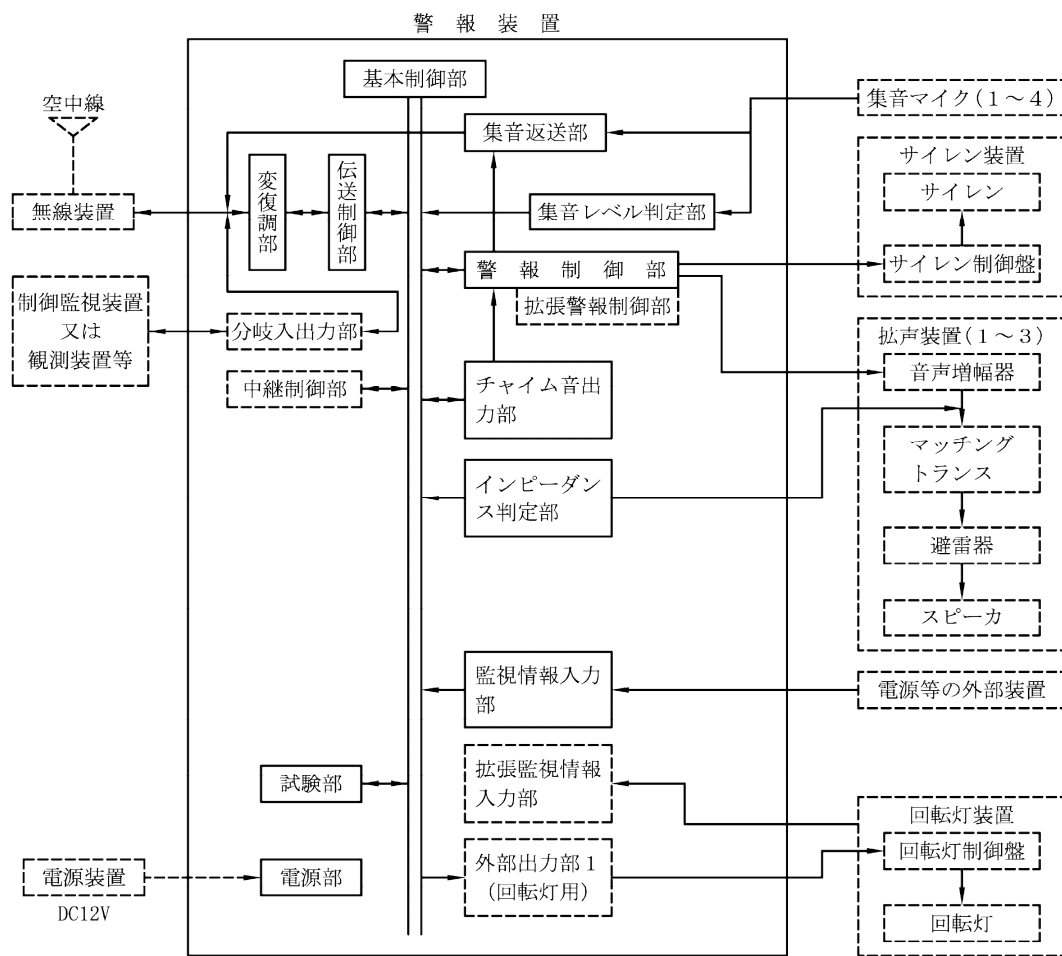 警報装置
基本制御部
空中線
集音マイク(１～４)
集音返送部
サイレン装置
サイレン
変復調部
伝送制御部
無線装置
集音レベル判定部
警報制御部
サイレン制御盤
拡張警報制御部
制御監視装置
又は
観測装置等
分岐入出力部
拡声装置(１～３)
音声増幅器
中継制御部
チャイム音出
力部
マッチング
トランス
インピーダン
ス判定部
避雷器
スピーカ
監視情報入力
部
電源等の外部装置
拡張監視情報
入力部
試験部
回転灯装置
回転灯制御盤
電源装置
電源部
外部出力部１
(回転灯用)
DC12V
回転灯